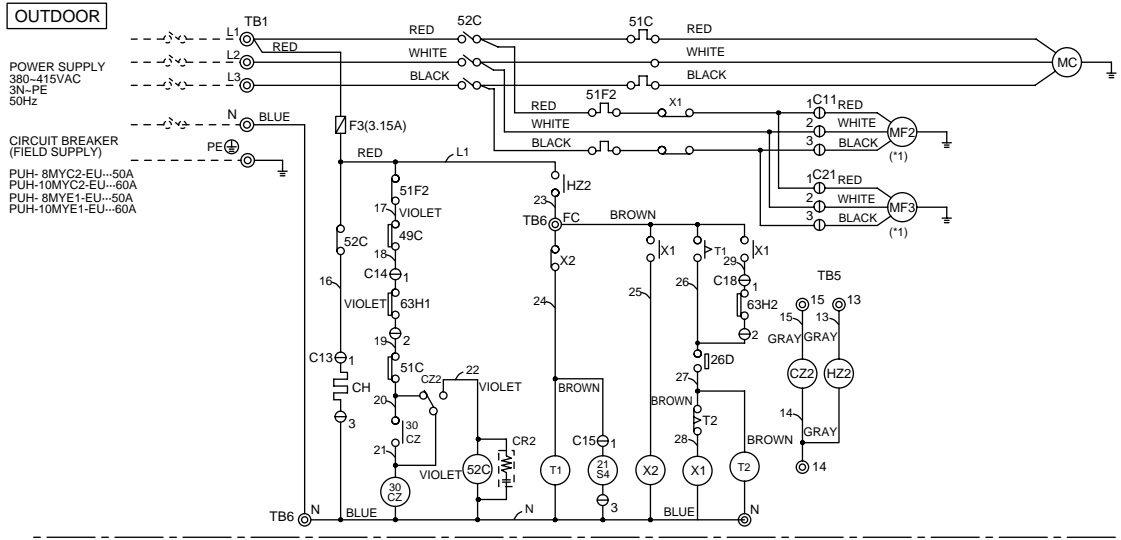 OUTDOOR
TB1
52C
51C
L1
RED
RED
RED
L2
WHITE
WHITE
L3
BLACK
BLACK
MC
POWER SUPPLY
380~415VAC
3N~PE
50Hz
51F2
X1
RED
WHITE
BLACK
C11
1
RED
2
WHITE
3
BLACK
MF2
(*1)
N
BLUE
F3(3.15A)
CIRCUIT BREAKER
(FIELD SUPPLY)
PE
PUH- 8MYC2-EU···50A
PUH-10MYC2-EU···60A
PUH- 8MYE1-EU···50A
PUH-10MYE1-EU···60A
RED
L1
C21
1
RED
2
WHITE
3
BLACK
MF3
(*1)
51F2
HZ2
17
VIOLET
23
TB6
FC
BROWN
52C
49C
18
X2
X1
T1
X1
29
C14
1
C18
1
16
VIOLET
63H1
24
25
26
63H2
TB5
15
13
15
13
2
19
2
GRAY
GRAY
C13
1
51C
26D
CZ2
22
VIOLET
27
CZ2
HZ2
CH
20
BROWN
BROWN
T2
14
GRAY
3
30
CZ
21
C15
1
28
BROWN
CR2
VIOLET
52C
T1
21
S4
X2
X1
T2
14
30
CZ
3
TB6
N
BLUE
N
BLUE
N